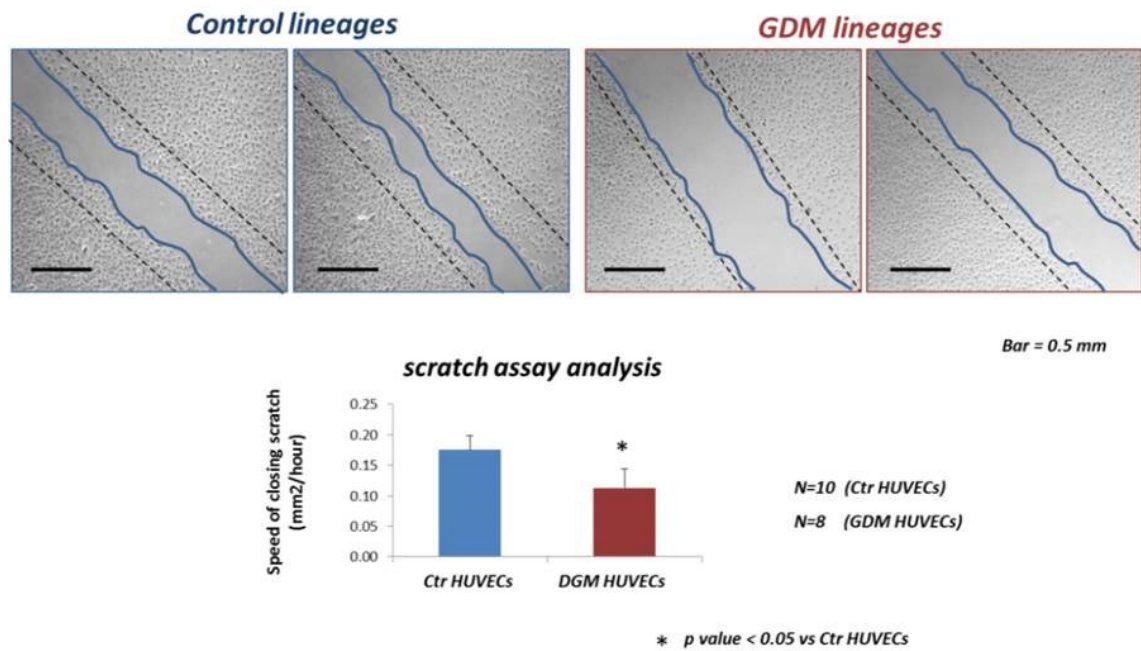 Control lineages
GDM lineages
Bar = 0.5 mm
scratch assay analysis
Speed of closing scratch
(mm2/hour)
0.25
0.20
0.15
0.10
0.05
0.00
*
Ctr HUVECs
DGM HUVECs
N=10 (Ctr HUVECs)
N=8 (GDM HUVECs)
* p value < 0.05 vs Ctr HUVECs